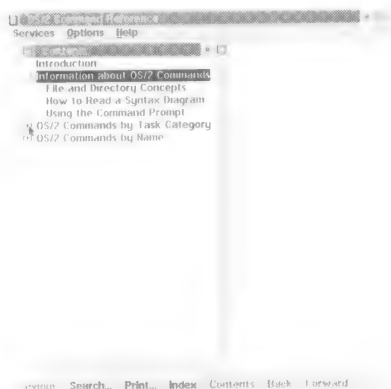 OS/2 Command Reference
Services Options Help
Contents
Introduction
Information about OS/2 Commands
File and Directory Concepts
How to Read a Syntax Diagram
Using the Command Prompt
OS/2 Commands by Task Category
OS/2 Commands by Name
Search... Print... Index Contents Back Forward